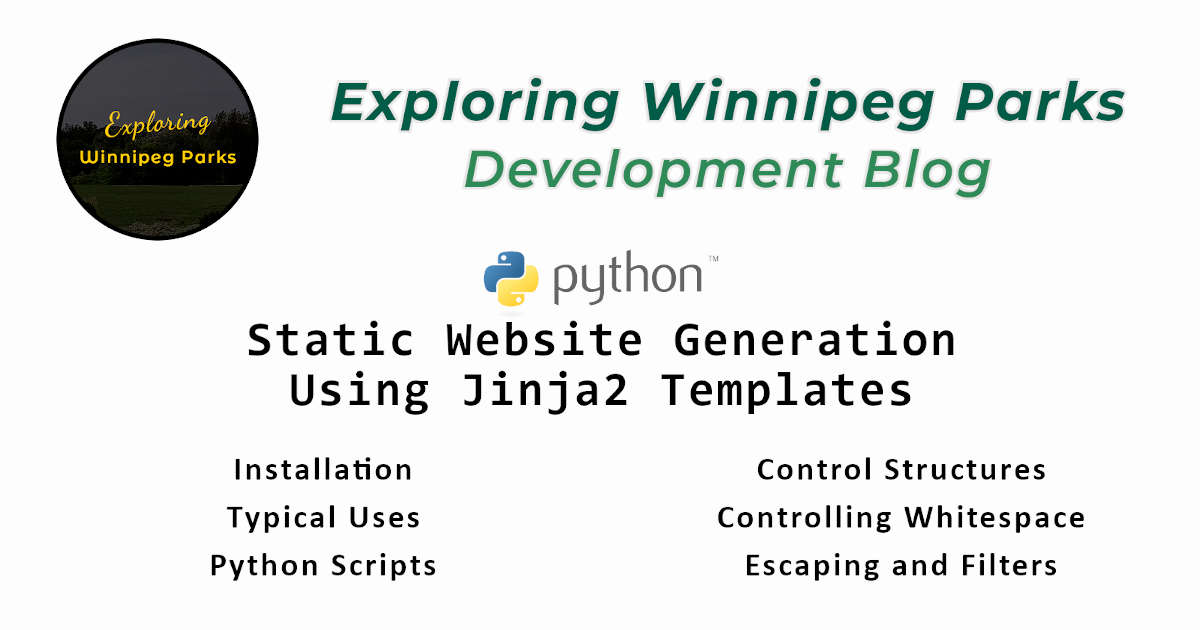 Exploring
Winnipeg Parks
Exploring Winnipeg Parks
Development Blog
python™
Static Website Generation
Using Jinja2 Templates
Installation
Typical Uses
Python Scripts
Control Structures
Controlling Whitespace
Escaping and Filters